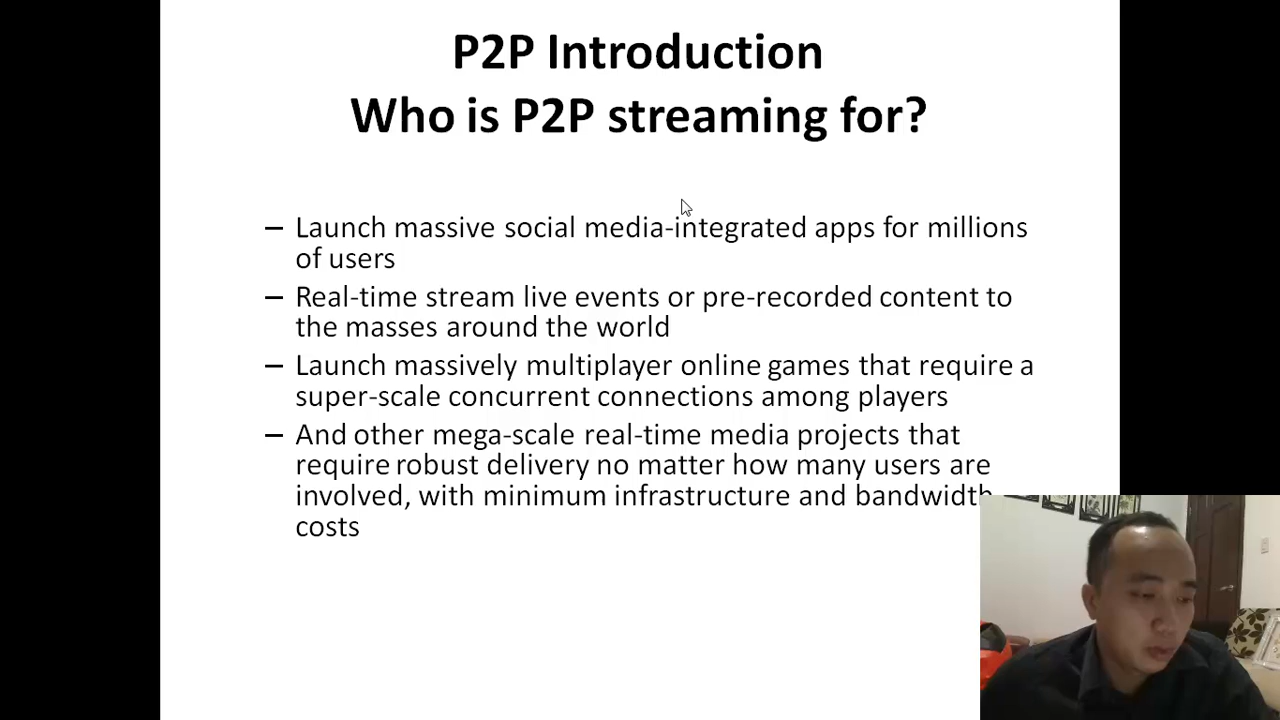 P2P Introduction
Who is P2P streaming for?
– Launch massive social media-integrated apps for millions
of users
– Real-time stream live events or pre-recorded content to
the masses around the world
– Launch massively multiplayer online games that require a
super-scale concurrent connections among players
– And other mega-scale real-time media projects that
require robust delivery no matter how many users are
involved, with minimum infrastructure and bandwidth
costs